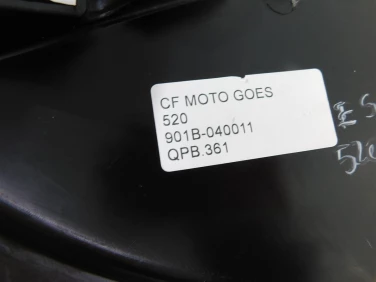 CF MOTO GOES
520
901B-040011
QPB.361